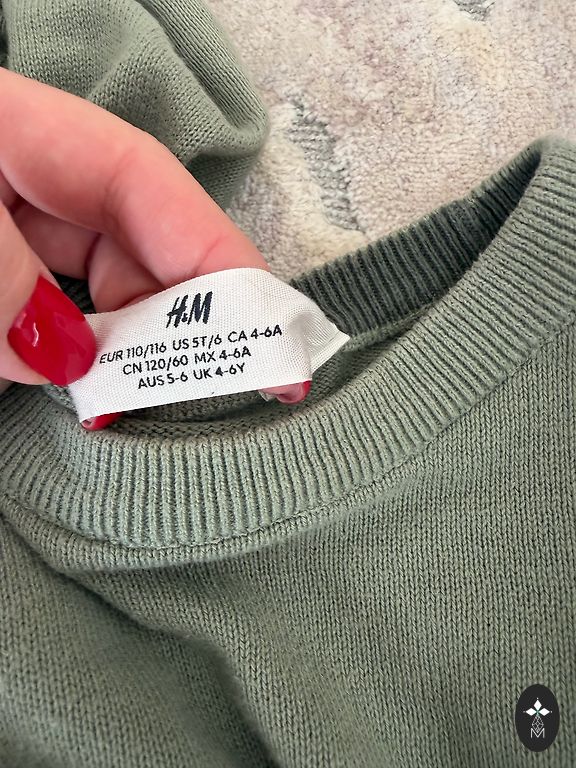 H&M
EUR 110/116 US 5T/6 CA 4-6A
CN 120/60 MX 4-6A
AUS 5-6 UK 4-6Y
M